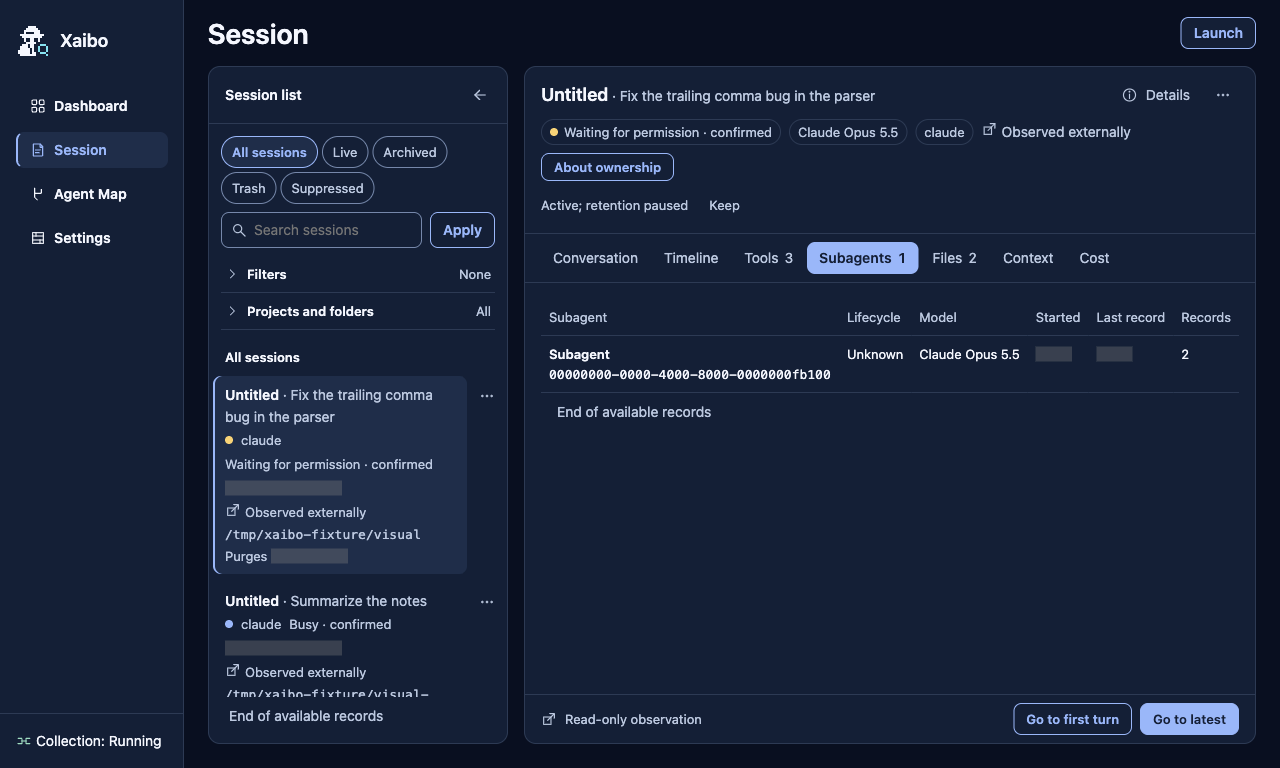 Xaibo
Dashboard
Session
Agent Map
Settings
Collection: Running
Session
Launch
Session list
All sessions
Live
Archived
Trash
Suppressed
Search sessions
Apply
Filters
None
Projects and folders
All
All sessions
Untitled · Fix the trailing comma
bug in the parser
claude
Waiting for permission · confirmed
Observed externally
/tmp/xaibo-fixture/visual
Purges
Untitled · Summarize the notes
claude Busy · confirmed
Observed externally
/tmp/xaibo-fixture/visual-
End of available records
Untitled · Fix the trailing comma bug in the parser
Details
Waiting for permission · confirmed
Claude Opus 5.5
claude
Observed externally
About ownership
Active; retention paused
Keep
Conversation
Timeline
Tools 3
Subagents 1
Files 2
Context
Cost
Subagent
Lifecycle
Model
Started
Last record
Records
Subagent
00000000-0000-4000-8000-0000000fb100
Unknown
Claude Opus 5.5
2
End of available records
Read-only observation
Go to first turn
Go to latest